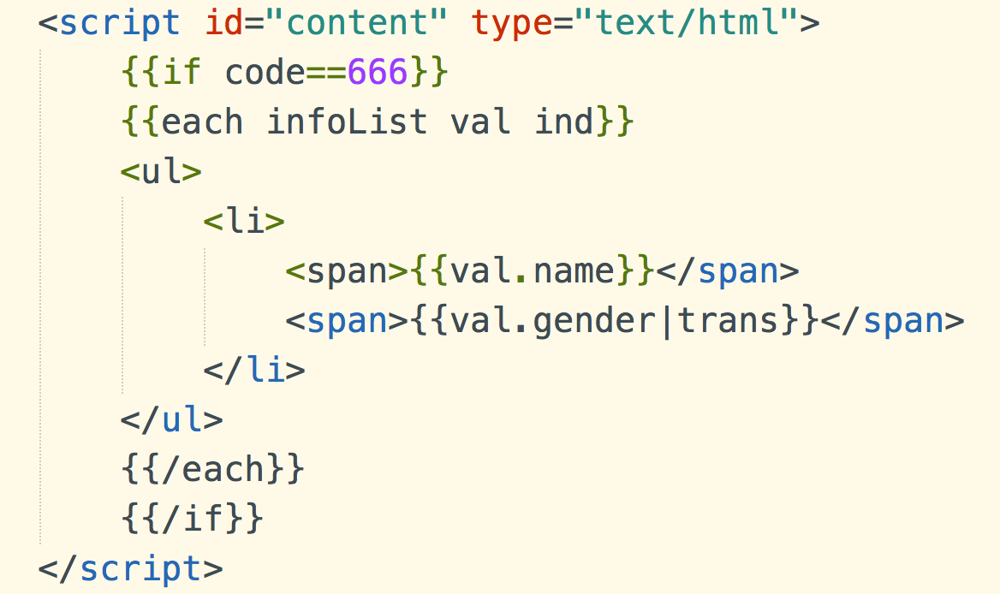 <script id="content" type="text/html">
{{if code==666}}
{{each infoList val ind}}
<ul>
<li>
<span>{{val.name}}</span>
<span>{{val.gender|trans}}</span>
</li>
</ul>
{{/each}}
{{/if}}
</script>